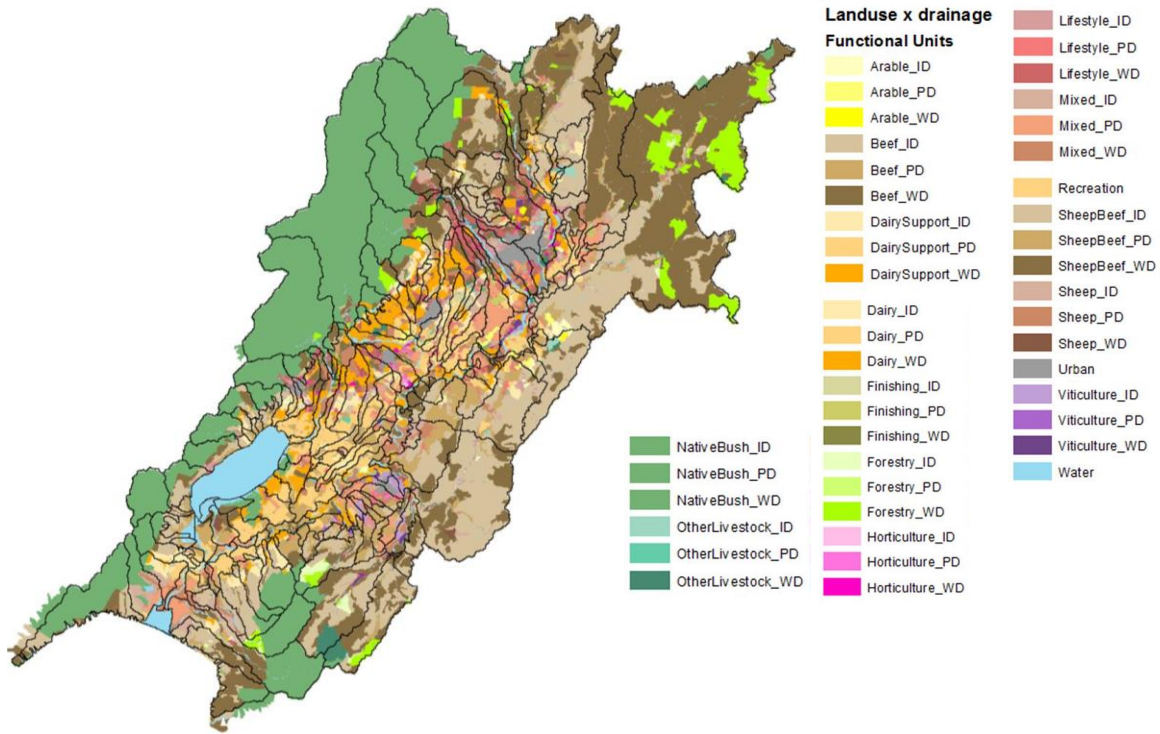 Landuse x drainage
Functional Units
Arable_ID
Arable_PD
Arable_WD
Beef_ID
Beef_PD
Beef_WD
DairySupport_ID
DairySupport_PD
DairySupport_WD
Dairy_ID
Dairy_PD
Dairy_WD
Finishing_ID
Finishing_PD
Finishing_WD
Forestry_ID
Forestry_PD
Forestry_WD
Horticulture_ID
Horticulture_PD
Horticulture_WD
Lifestyle_ID
Lifestyle_PD
Lifestyle_WD
Mixed_ID
Mixed_PD
Mixed_WD
Recreation
SheepBeef_ID
SheepBeef_PD
SheepBeef_WD
Sheep_ID
Sheep_PD
Sheep_WD
Urban
Viticulture_ID
Viticulture_PD
Viticulture_WD
Water
NativeBush_ID
NativeBush_PD
NativeBush_WD
OtherLivestock_ID
OtherLivestock_PD
OtherLivestock_WD